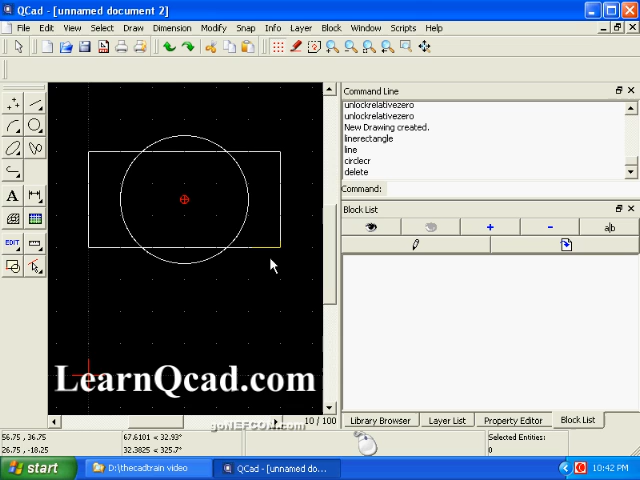 QCad - [unnamed document 2]
File Edit View Select Draw Dimension Modify Snap Info Layer Block Window Scripts Help
Command Line
unlockrelativezero
unlockrelativezero
New Drawing created.
linerectangle
line
circlecr
delete
Command:
Block List
+ - a|b
A
EDIT
LearnQcad.com
goNEFCON.com
10 / 100
Library Browser Layer List Property Editor Block List
56.75 , 36.75 67.6101 < 32.93° Selected Entities:
26.75 , -18.25 32.3825 < 325.7° 0
start D:\thecadtrain video QCad - [unnamed do... 10:42 PM